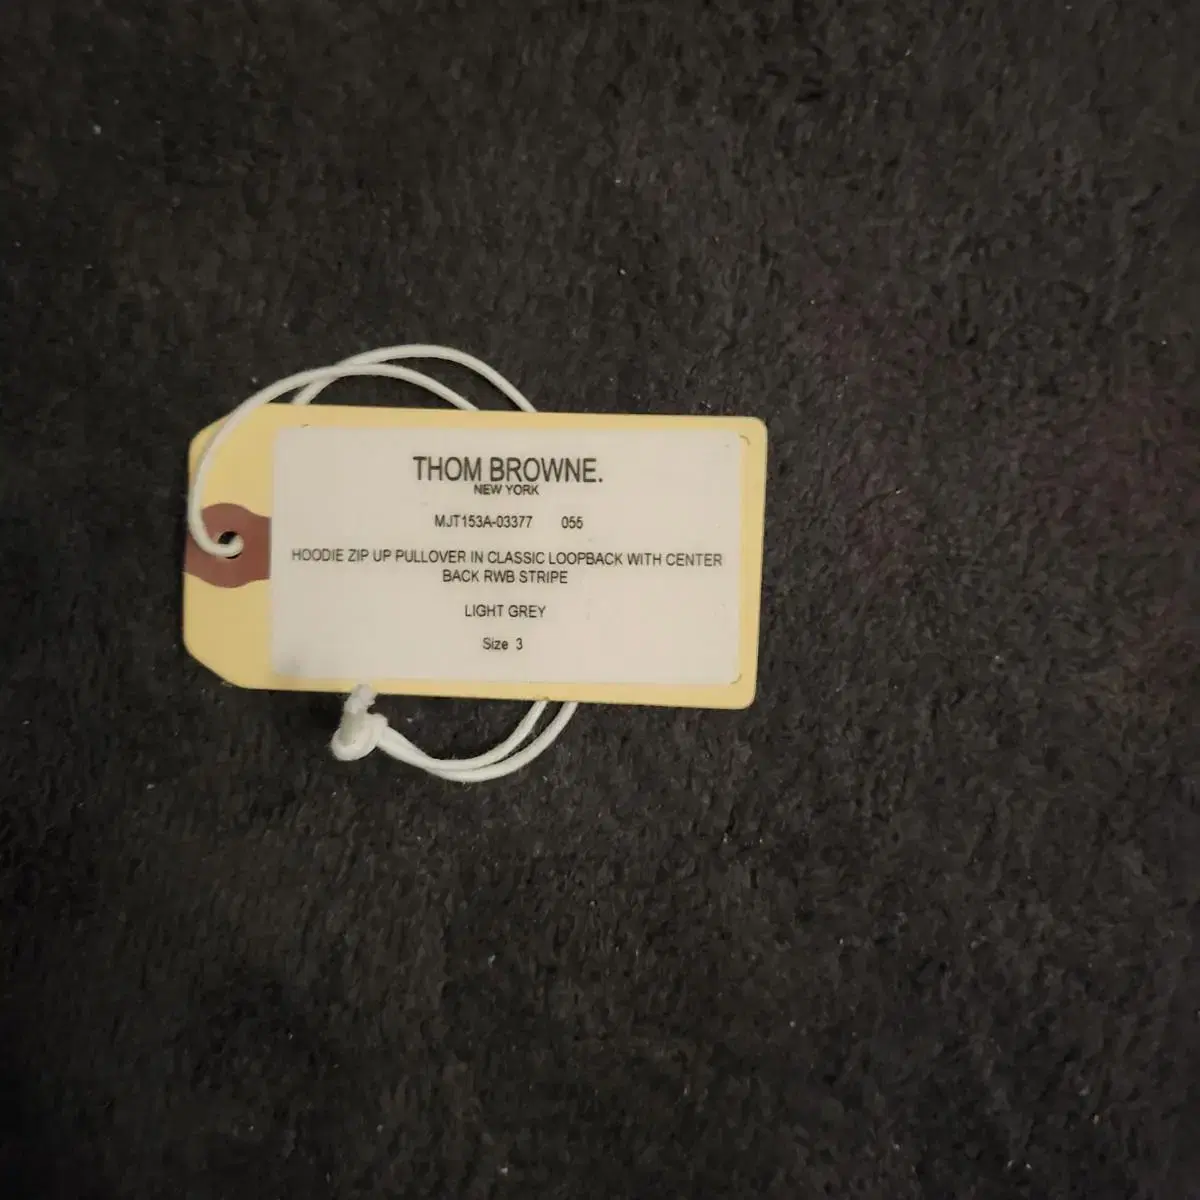 THOM BROWNE.
NEW YORK
MJT153A-03377 055
HOODIE ZIP UP PULLOVER IN CLASSIC LOOPBACK WITH CENTER
BACK RWB STRIPE
LIGHT GREY
Size 3